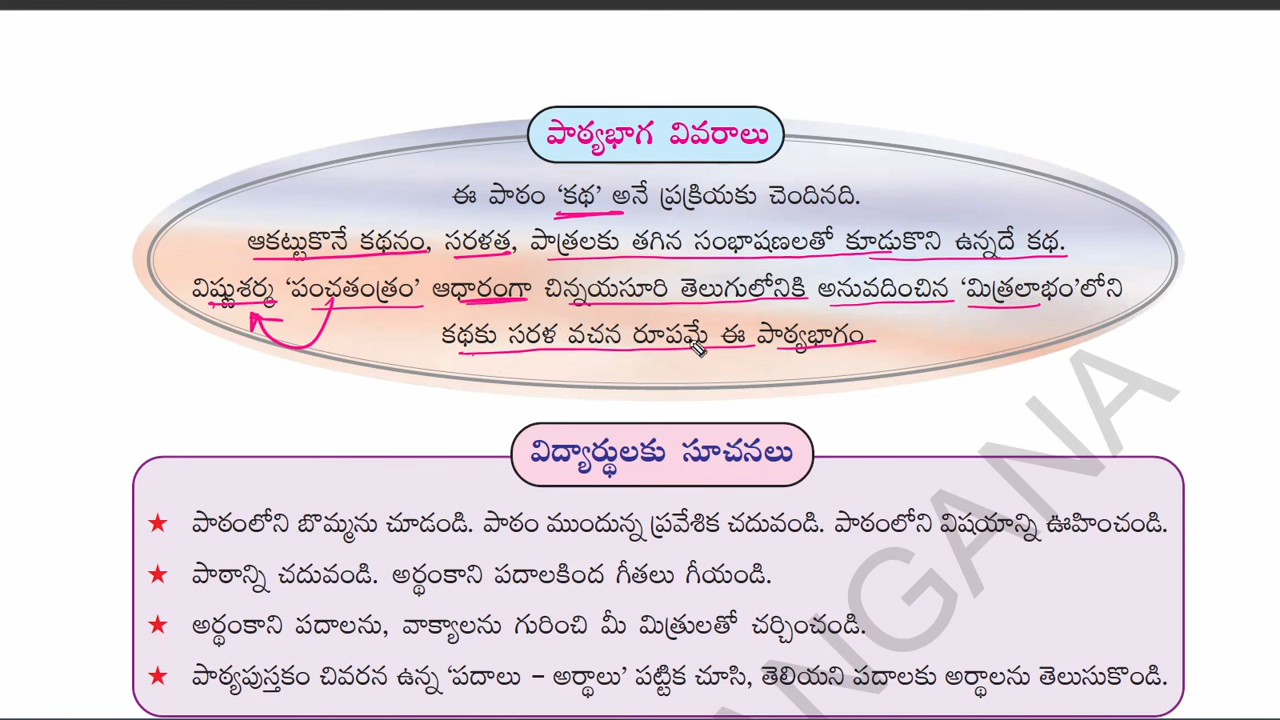 పాఠ్యభాగ వివరాలు
ఈ పాఠం ‘కథ’ అనే ప్రక్రియకు చెందినది.
ఆకట్టుకొనే కథనం, సరళత, పాత్రలకు తగిన సంభాషణలతో కూడుకొని ఉన్నదే కథ.
విష్ణుశర్మ ‘పంచతంత్రం’ ఆధారంగా చిన్నయసూరి తెలుగులోనికి అనువదించిన ‘మిత్రలాభం’లోని
కథకు సరళ వచన రూపమే ఈ పాఠ్యభాగం.
విద్యార్థులకు సూచనలు
★ పాఠంలోని బొమ్మను చూడండి. పాఠం ముందున్న ప్రవేశిక చదువండి. పాఠంలోని విషయాన్ని ఊహించండి.
★ పాఠాన్ని చదువండి. అర్థంకాని పదాలకింద గీతలు గీయండి.
★ అర్థంకాని పదాలను, వాక్యాలను గురించి మీ మిత్రులతో చర్చించండి.
★ పాఠ్యపుస్తకం చివరన ఉన్న ‘పదాలు – అర్థాలు’ పట్టిక చూసి, తెలియని పదాలకు అర్థాలను తెలుసుకొండి.
NGANA